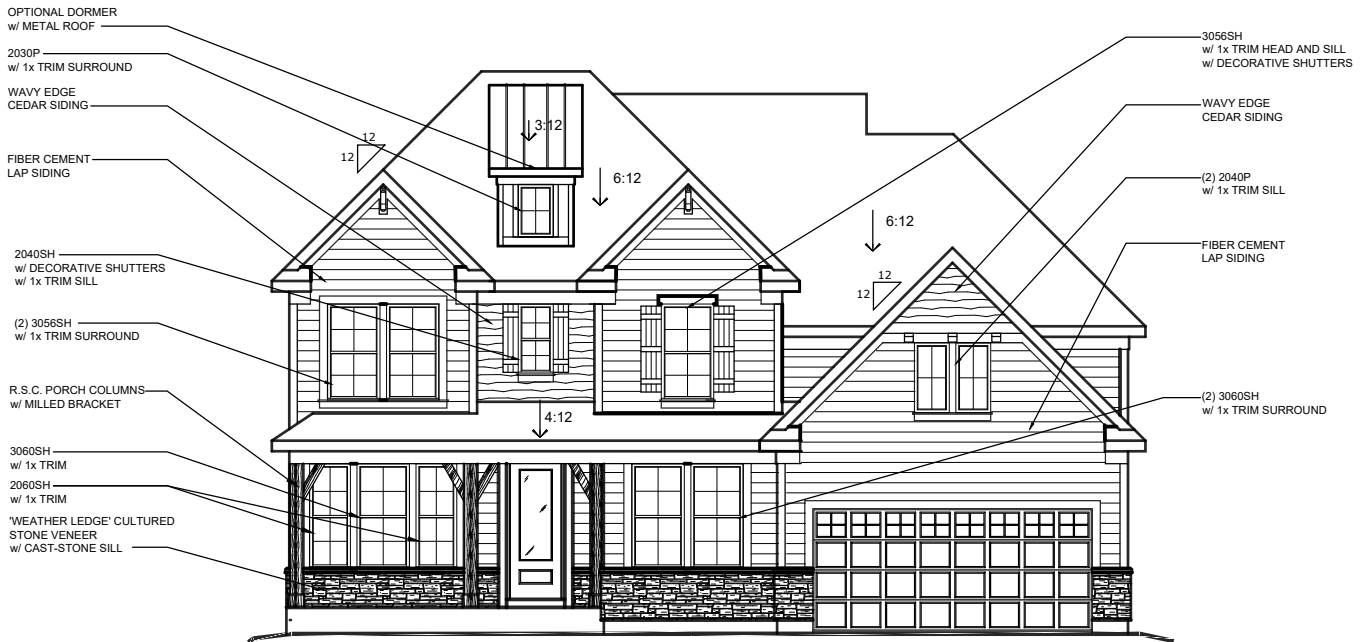 OPTIONAL DORMER
w/ METAL ROOF
2030P
w/ 1x TRIM SURROUND
WAVY EDGE
CEDAR SIDING
FIBER CEMENT
LAP SIDING
2040SH
w/ DECORATIVE SHUTTERS
w/ 1x TRIM SILL
(2) 3056SH
w/ 1x TRIM SURROUND
R.S.C. PORCH COLUMNS
w/ MILLED BRACKET
3060SH
w/ 1x TRIM
2060SH
w/ 1x TRIM
'WEATHER LEDGE' CULTURED
STONE VENEER
w/ CAST-STONE SILL
12
12
3:12
6:12
6:12
12
12
4:12
3056SH
w/ 1x TRIM HEAD AND SILL
w/ DECORATIVE SHUTTERS
WAVY EDGE
CEDAR SIDING
(2) 2040P
w/ 1x TRIM SILL
FIBER CEMENT
LAP SIDING
(2) 3060SH
w/ 1x TRIM SURROUND